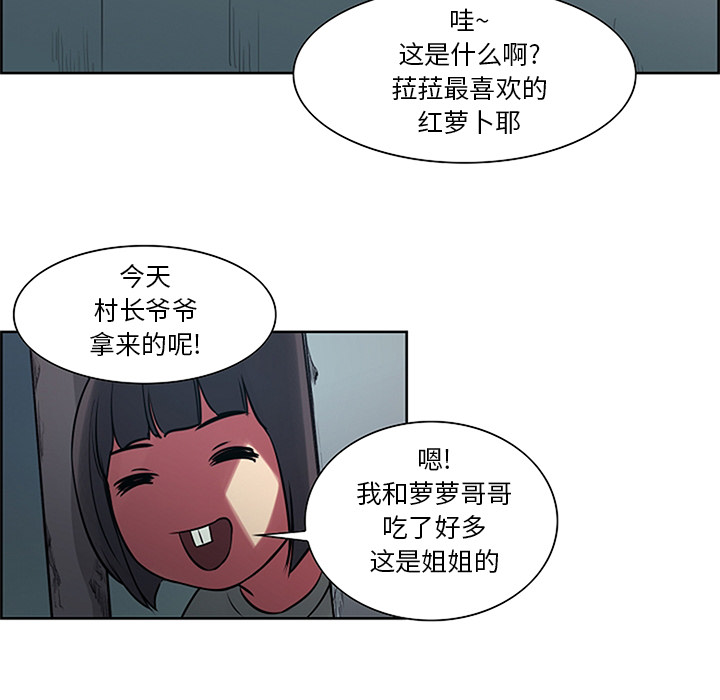 哇~
这是什么啊?
菈菈最喜欢的
红萝卜耶
今天
村长爷爷
拿来的呢!
嗯!
我和萝萝哥哥
吃了好多
这是姐姐的